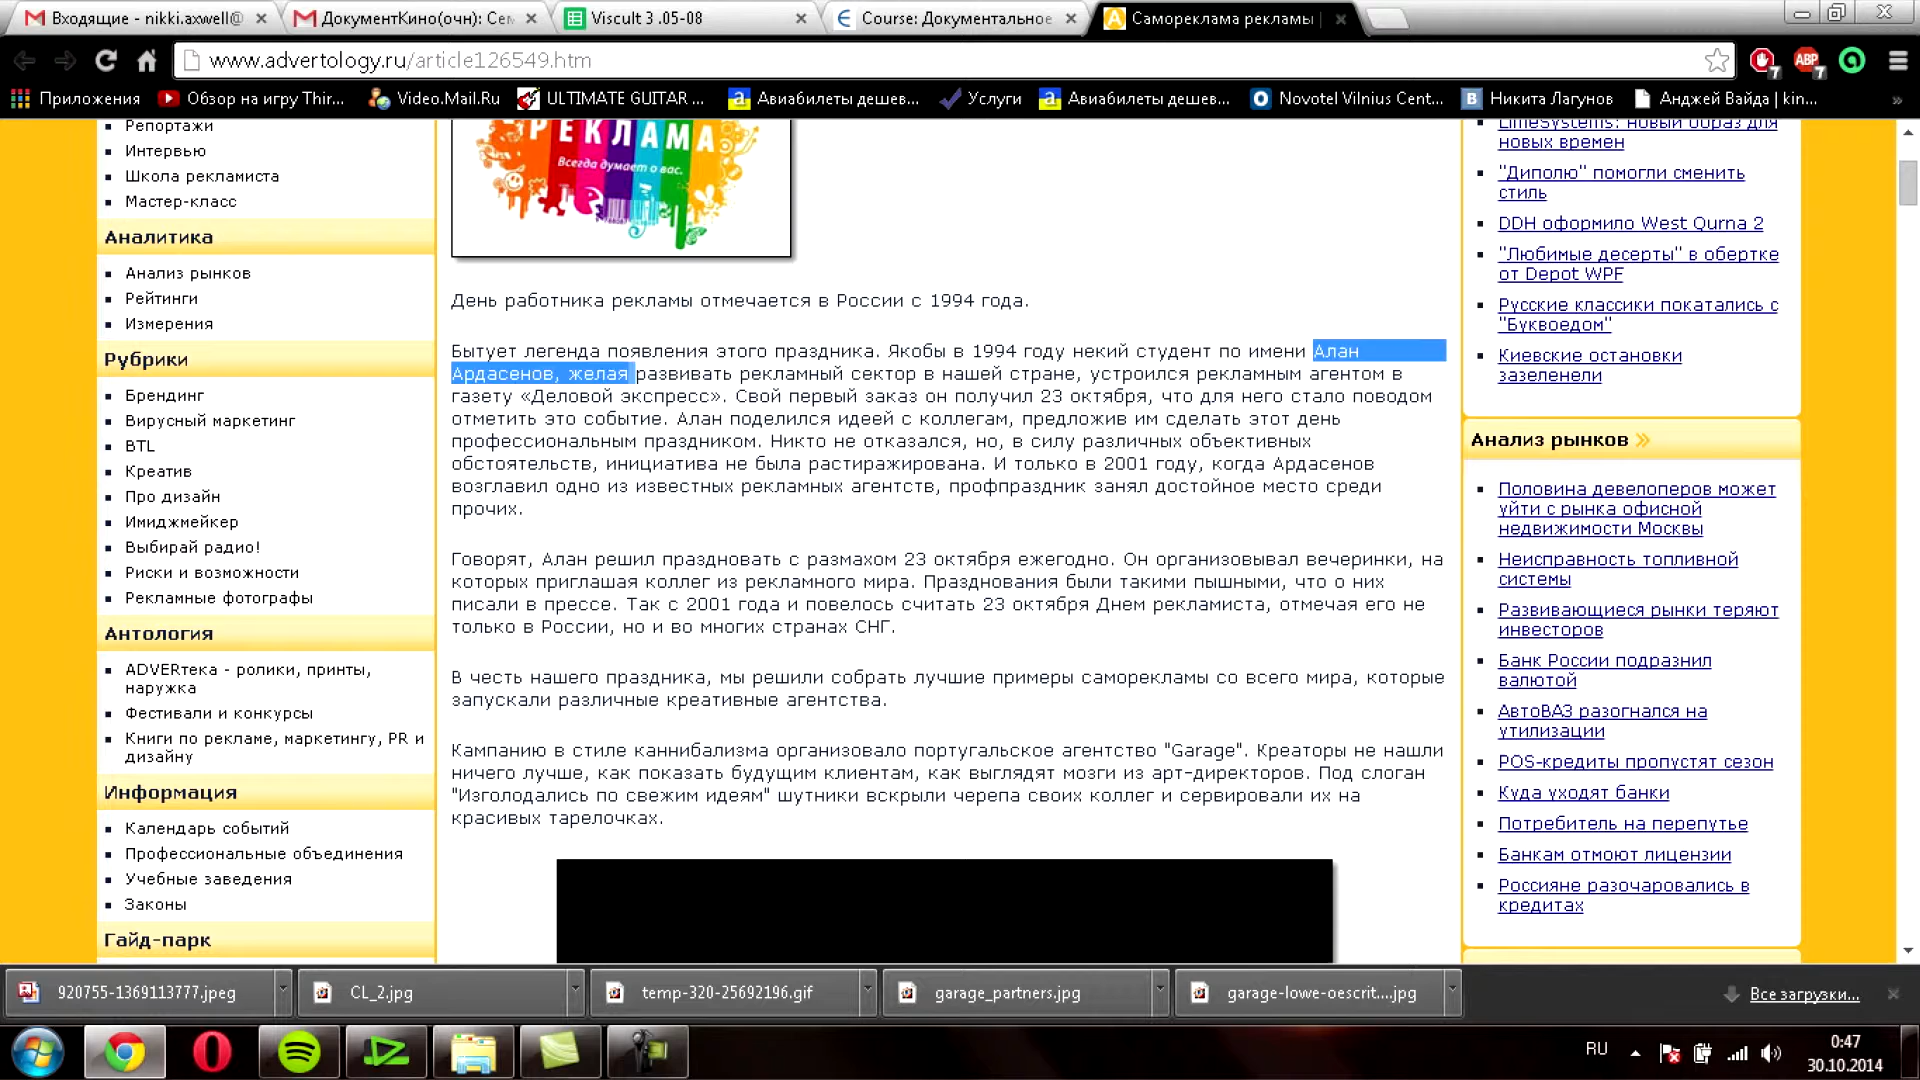 Входящие - nikki.axwell@
ДокументКино(очн): Сем
Viscult 3 .05-08
Course: Документальное
Самореклама рекламы |
www.advertology.ru/article126549.htm
Приложения
Обзор на игру Thir...
Video.Mail.Ru
ULTIMATE GUITAR ...
Авиабилеты дешев...
Услуги
Авиабилеты дешев...
Novotel Vilnius Cent...
Никита Лагунов
Анджей Вайда | kin...
Репортажи
Интервью
Школа рекламиста
Мастер-класс
Аналитика
Анализ рынков
Рейтинги
Измерения
Рубрики
Брендинг
Вирусный маркетинг
BTL
Креатив
Про дизайн
Имиджмейкер
Выбирай радио!
Риски и возможности
Рекламные фотографы
Антология
ADVERтека - ролики, принты,
наружка
Фестивали и конкурсы
Книги по рекламе, маркетингу, PR и
дизайну
Информация
Календарь событий
Профессиональные объединения
Учебные заведения
Законы
Гайд-парк
РЕКЛАМА
Всегда думает о вас.
День работника рекламы отмечается в России с 1994 года.
Бытует легенда появления этого праздника. Якобы в 1994 году некий студент по имени Алан
Ардасенов, желая развивать рекламный сектор в нашей стране, устроился рекламным агентом в
газету «Деловой экспресс». Свой первый заказ он получил 23 октября, что для него стало поводом
отметить это событие. Алан поделился идеей с коллегам, предложив им сделать этот день
профессиональным праздником. Никто не отказался, но, в силу различных объективных
обстоятельств, инициатива не была растиражирована. И только в 2001 году, когда Ардасенов
возглавил одно из известных рекламных агентств, профпраздник занял достойное место среди
прочих.
Говорят, Алан решил праздновать с размахом 23 октября ежегодно. Он организовывал вечеринки, на
которых приглашая коллег из рекламного мира. Празднования были такими пышными, что о них
писали в прессе. Так с 2001 года и повелось считать 23 октября Днем рекламиста, отмечая его не
только в России, но и во многих странах СНГ.
В честь нашего праздника, мы решили собрать лучшие примеры саморекламы со всего мира, которые
запускали различные креативные агентства.
Кампанию в стиле каннибализма организовало португальское агентство "Garage". Креаторы не нашли
ничего лучше, как показать будущим клиентам, как выглядят мозги из арт-директоров. Под слоган
"Изголодались по свежим идеям" шутники вскрыли черепа своих коллег и сервировали их на
красивых тарелочках.
LimeSystems: новый образ для
новых времен
"Диполю" помогли сменить
стиль
DDH оформило West Qurna 2
"Любимые десерты" в обертке
от Depot WPF
Русские классики покатались с
"Буквоедом"
Киевские остановки
зазеленели
Анализ рынков »
Половина девелоперов может
уйти с рынка офисной
недвижимости Москвы
Неисправность топливной
системы
Развивающиеся рынки теряют
инвесторов
Банк России подразнил
валютой
АвтоВАЗ разогнался на
утилизации
POS-кредиты пропустят сезон
Куда уходят банки
Потребитель на перепутье
Банкам отмоют лицензии
Россияне разочаровались в
кредитах
920755-1369113777.jpeg
CL_2.jpg
temp-320-25692196.gif
garage_partners.jpg
garage-lowe-oescrit....jpg
Все загрузки...
RU
0:47
30.10.2014